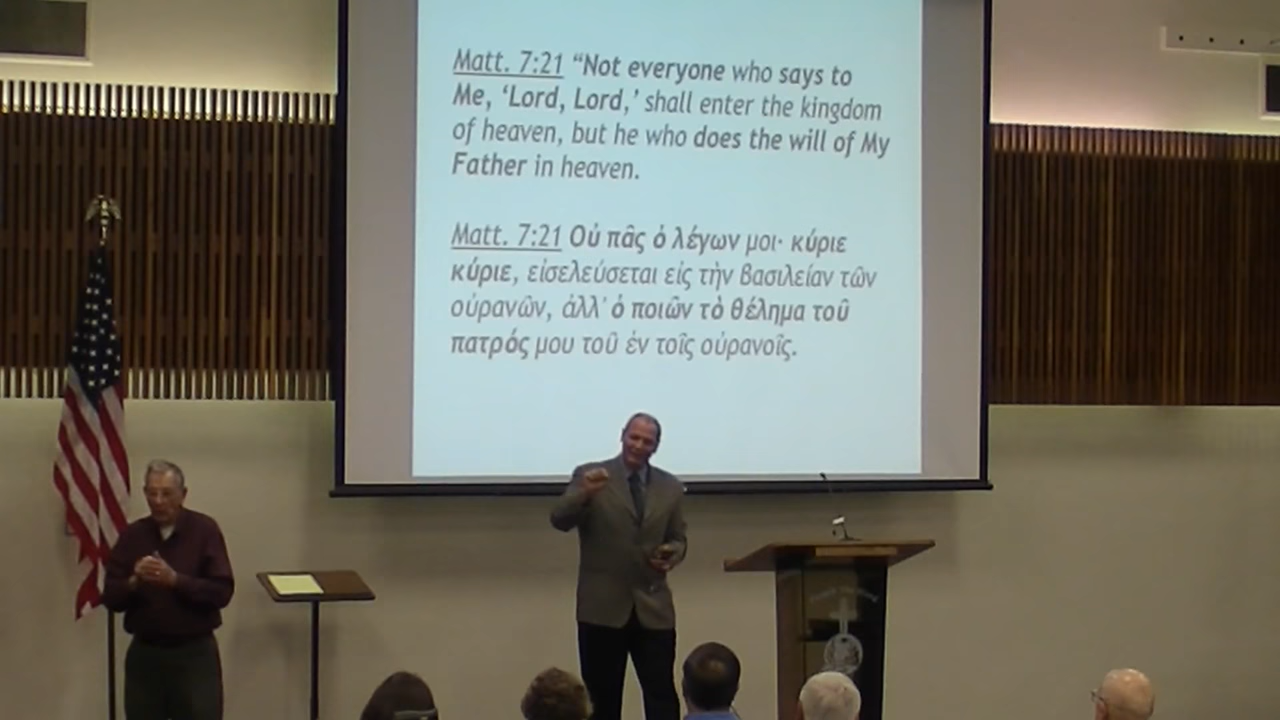 Matt. 7:21 “Not everyone who says to
Me, ‘Lord, Lord,’ shall enter the kingdom
of heaven, but he who does the will of My
Father in heaven.
Matt. 7:21 Οὐ πᾶς ὁ λέγων μοι· κύριε
κύριε, εἰσελεύσεται εἰς τὴν βασιλείαν τῶν
οὐρανῶν, ἀλλ' ὁ ποιῶν τὸ θέλημα τοῦ
πατρός μου τοῦ ἐν τοῖς οὐρανοῖς.